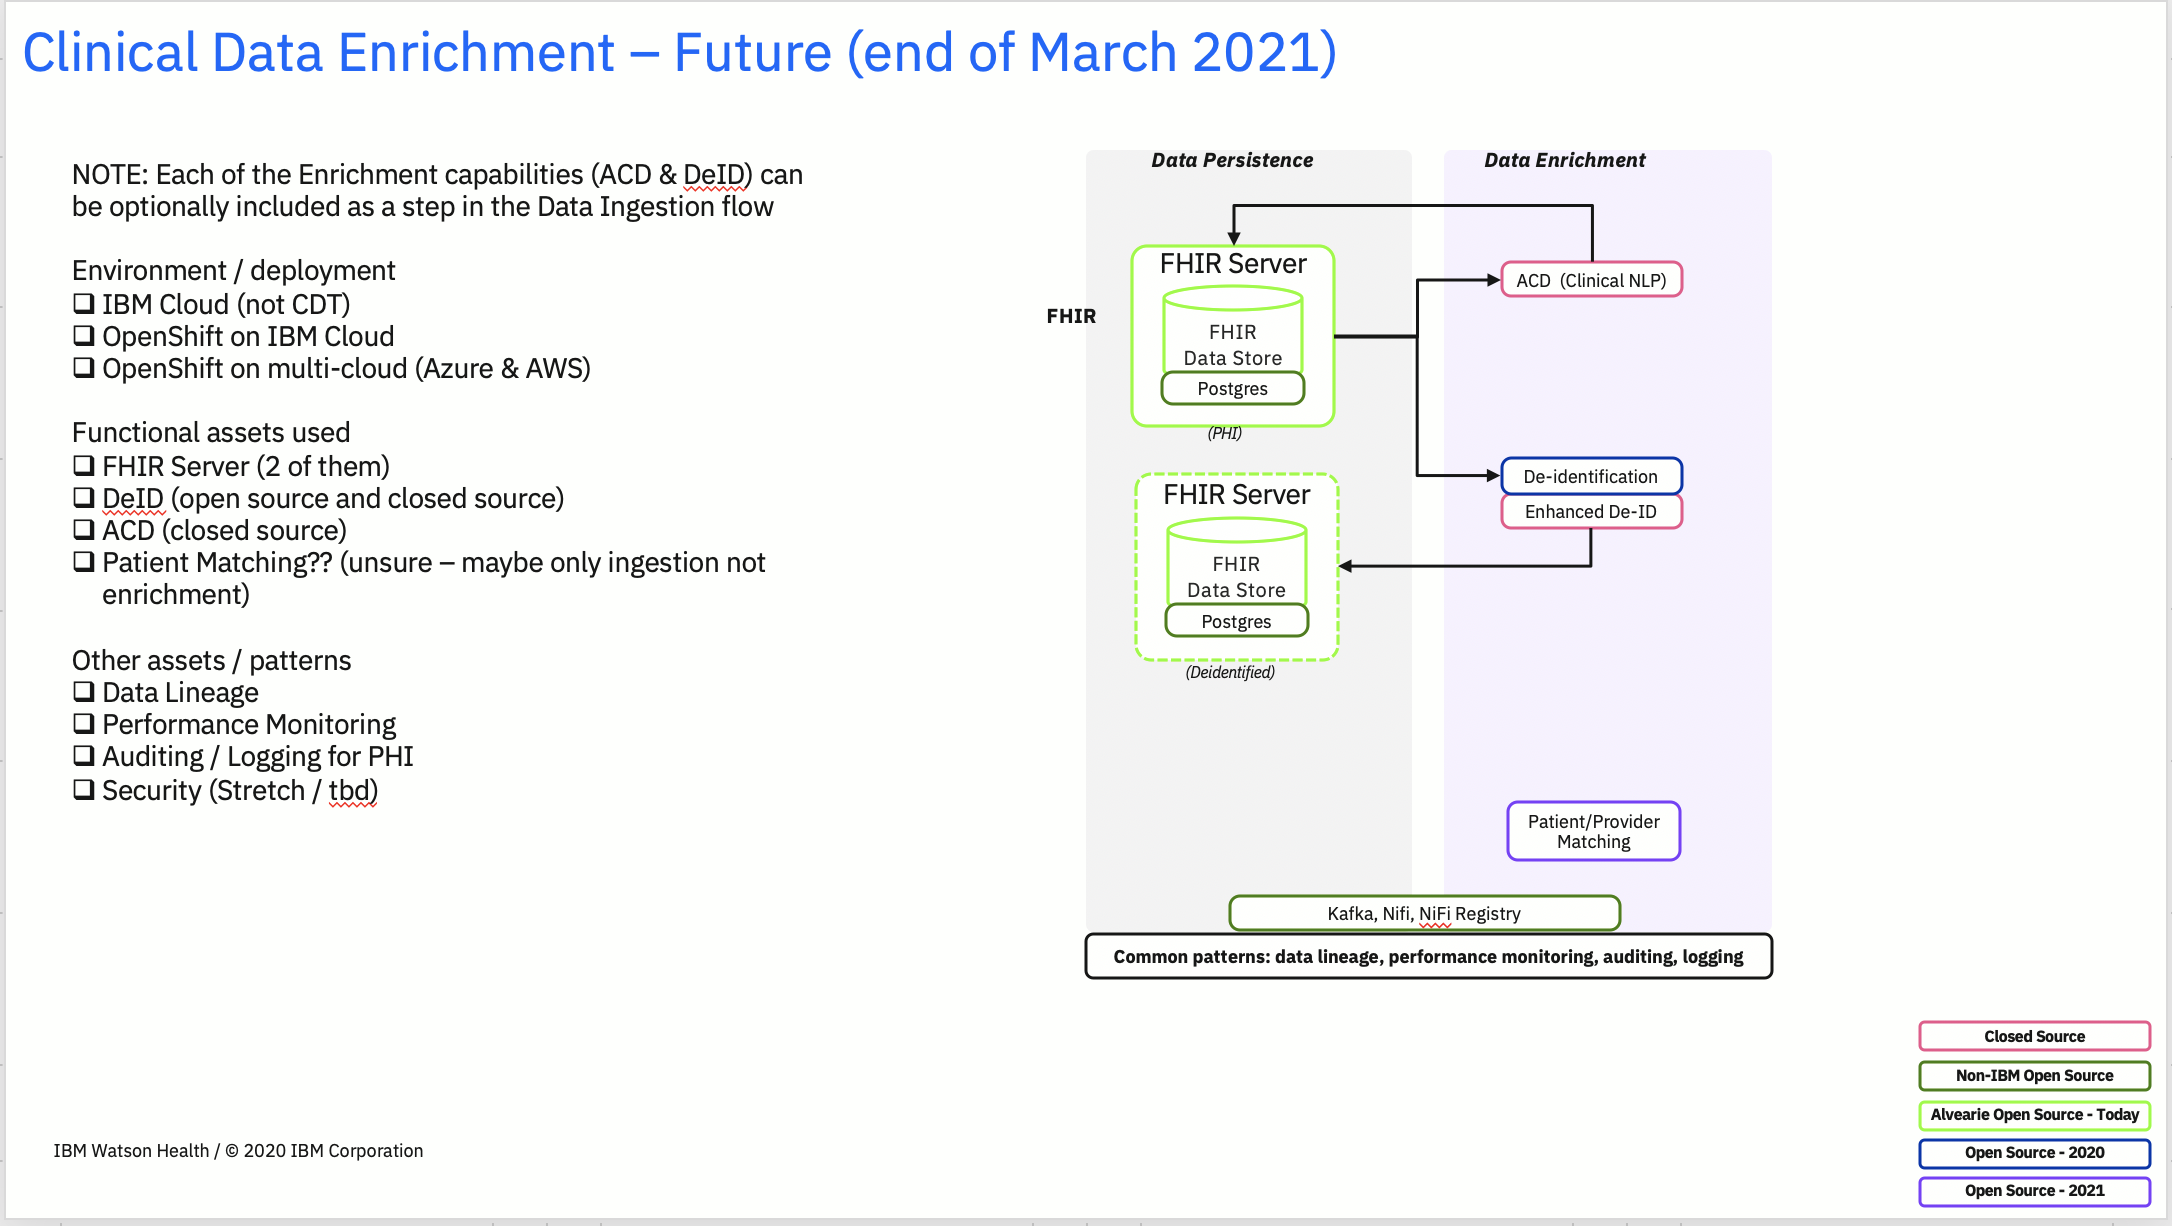 Clinical Data Enrichment – Future (end of March 2021)
NOTE: Each of the Enrichment capabilities (ACD & DeID) can
be optionally included as a step in the Data Ingestion flow
Environment / deployment
❑ IBM Cloud (not CDT)
❑ OpenShift on IBM Cloud
❑ OpenShift on multi-cloud (Azure & AWS)
Functional assets used
❑ FHIR Server (2 of them)
❑ DeID (open source and closed source)
❑ ACD (closed source)
❑ Patient Matching?? (unsure – maybe only ingestion not
enrichment)
Other assets / patterns
❑ Data Lineage
❑ Performance Monitoring
❑ Auditing / Logging for PHI
❑ Security (Stretch / tbd)
Data Persistence
Data Enrichment
FHIR
FHIR Server
FHIR
Data Store
Postgres
(PHI)
ACD (Clinical NLP)
FHIR Server
FHIR
Data Store
Postgres
(Deidentified)
De-identification
Enhanced De-ID
Patient/Provider
Matching
Kafka, Nifi, NiFi Registry
Common patterns: data lineage, performance monitoring, auditing, logging
Closed Source
Non-IBM Open Source
Alvearie Open Source - Today
Open Source - 2020
Open Source - 2021
IBM Watson Health / © 2020 IBM Corporation